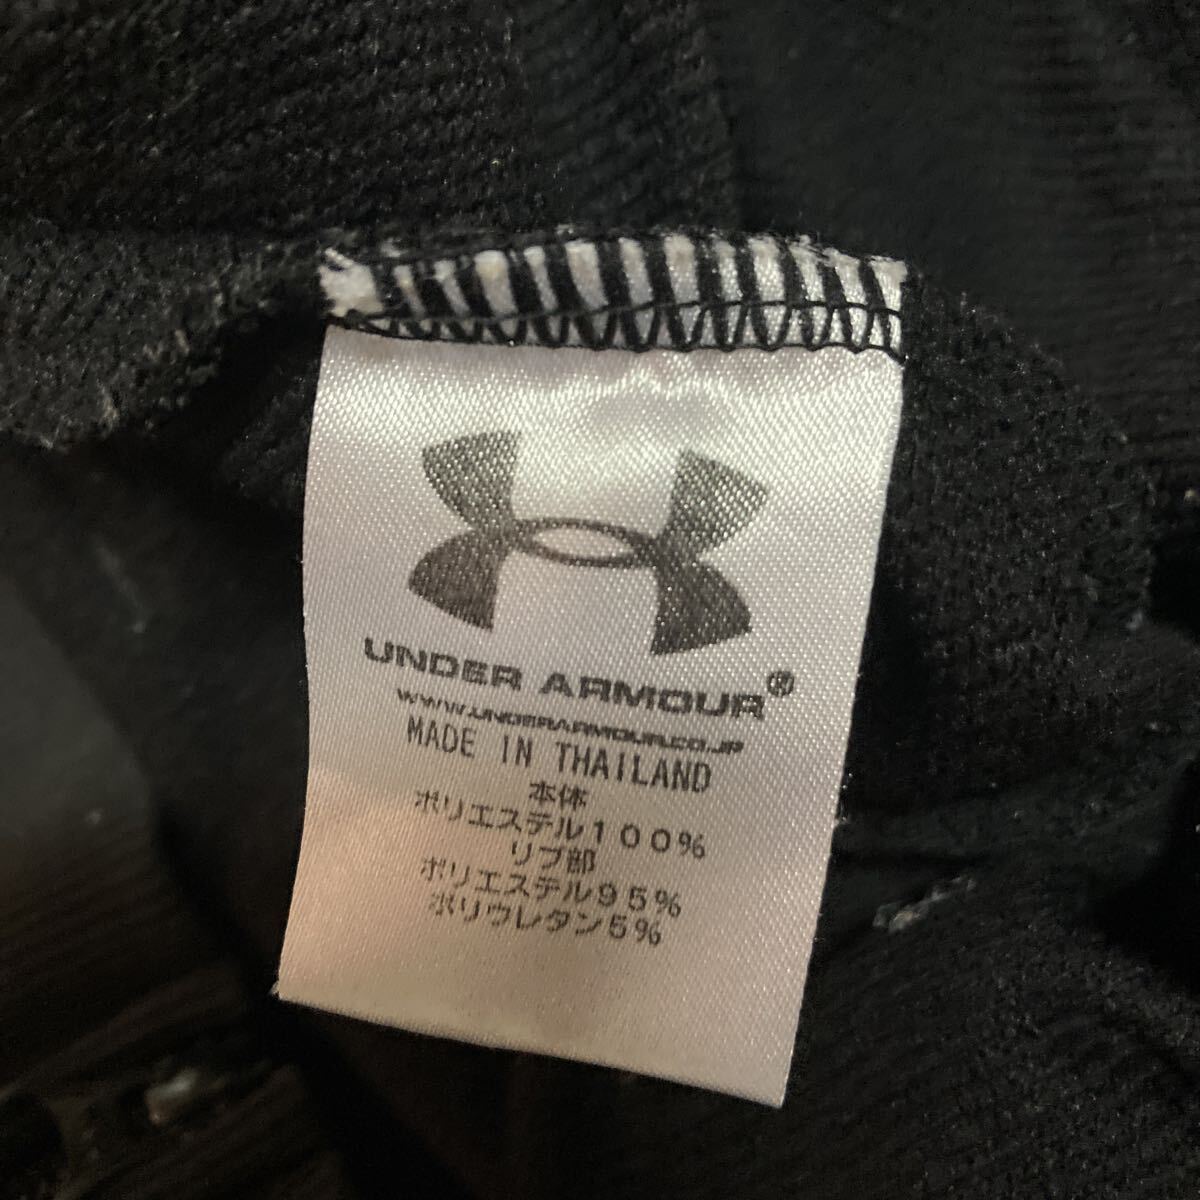 UNDER ARMOUR®
WWW.UNDERARMOUR.CO.JP
MADE IN THAILAND
本体
ポリエステル100%
リブ部
ポリエステル95%
ポリウレタン5%